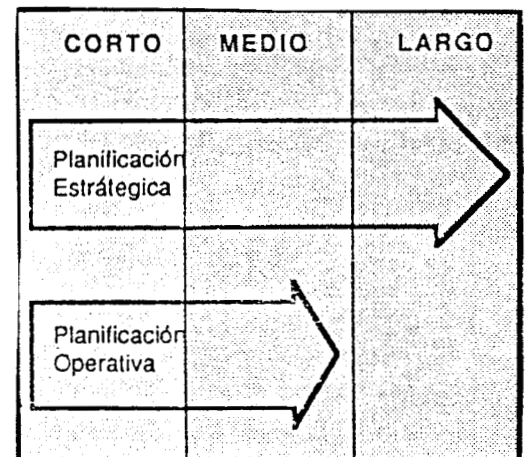 CORTO MEDIO LARGO
Planificación
Estrátegica
Planificación
Operativa